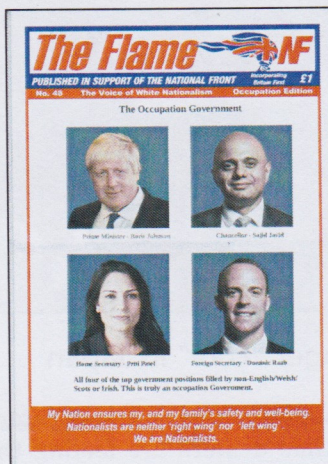 The Flame NF
Incorporating
Britain First
£1
PUBLISHED IN SUPPORT OF THE NATIONAL FRONT
No. 48 The Voice of White Nationalism Occupation Edition
The Occupation Government
Prime Minister - Boris Johnson
Chancellor - Sajid Javid
Home Secretary - Priti Patel
Foreign Secretary - Dominic Raab
All four of the top government positions filled by non-English/Welsh/
Scots or Irish. This is truly an occupation Government.
My Nation ensures my, and my family's safety and well-being.
Nationalists are neither 'right wing' nor 'left wing'
We are Nationalists.